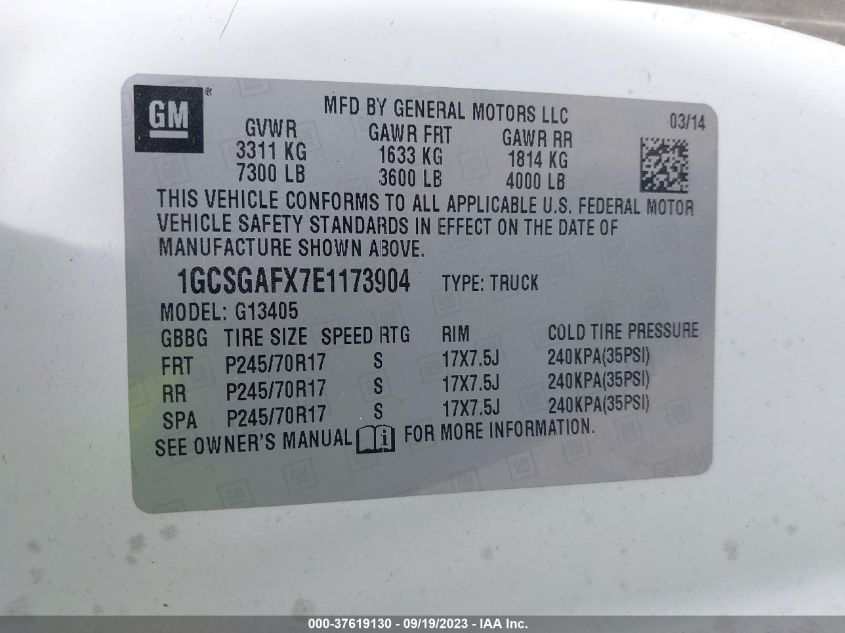 GM®
MFD BY GENERAL MOTORS LLC
03/14
GVWR GAWR FRT GAWR RR
3311 KG 1633 KG 1814 KG
7300 LB 3600 LB 4000 LB
THIS VEHICLE CONFORMS TO ALL APPLICABLE U.S. FEDERAL MOTOR
VEHICLE SAFETY STANDARDS IN EFFECT ON THE DATE OF
MANUFACTURE SHOWN ABOVE.
1GCSGAFX7E1173904 TYPE: TRUCK
MODEL: G13405
GBBG TIRE SIZE SPEED RTG RIM COLD TIRE PRESSURE
FRT P245/70R17 S 17X7.5J 240KPA(35PSI)
RR P245/70R17 S 17X7.5J 240KPA(35PSI)
SPA P245/70R17 S 17X7.5J 240KPA(35PSI)
SEE OWNER'S MANUAL i FOR MORE INFORMATION.
000-37619130 - 09/19/2023 - IAA Inc.